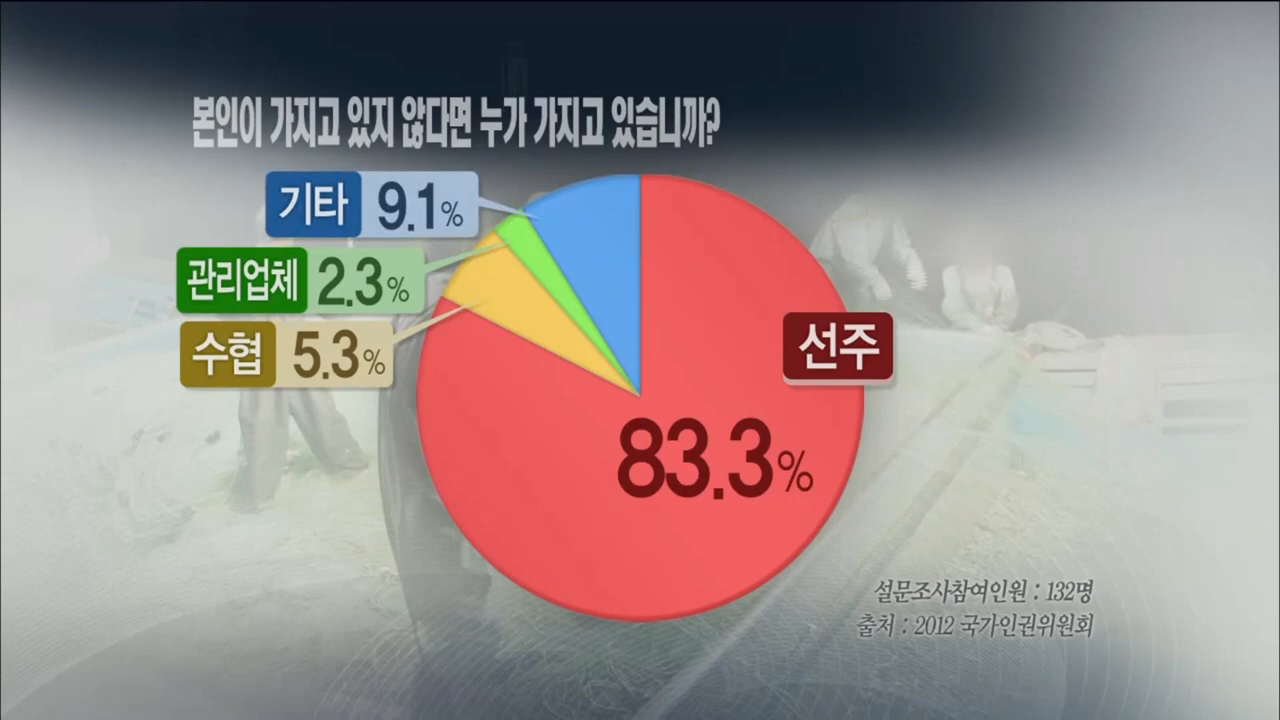 본인이 가지고 있지 않다면 누가 가지고 있습니까?
기타 9.1%
관리업체 2.3%
수협 5.3%
선주
83.3%
설문조사참여인원 : 132명
출처 : 2012 국가인권위원회